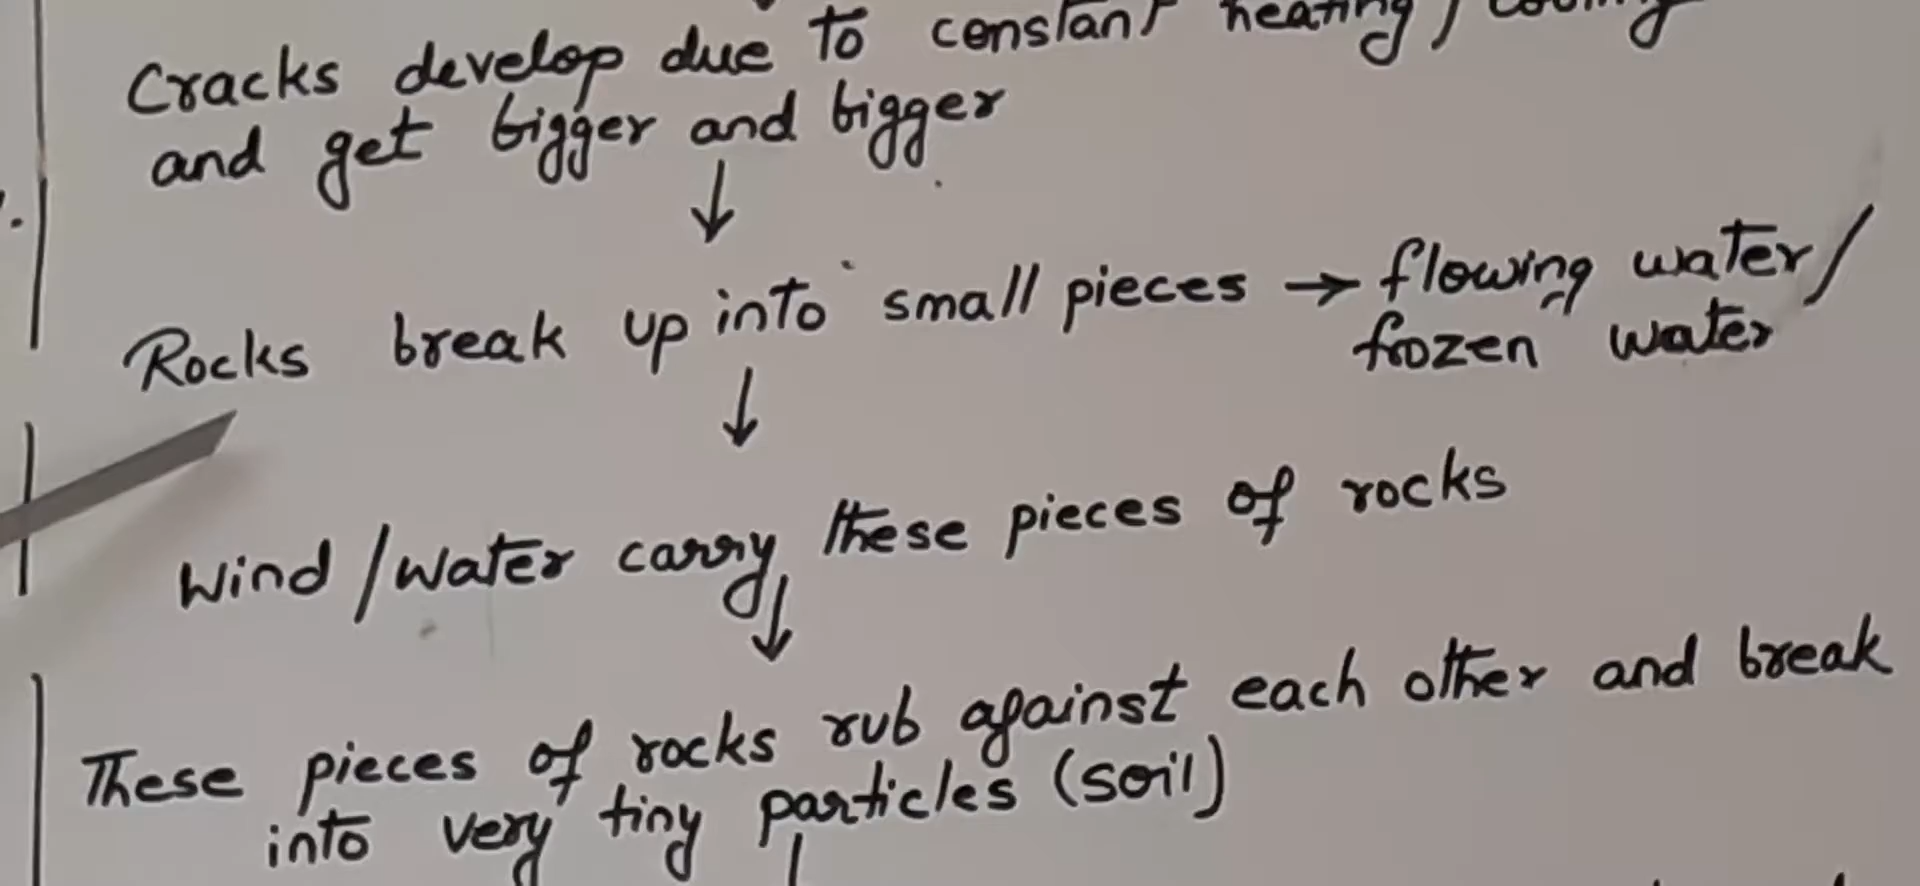 Cracks develop due to constant heating/cooling
and get bigger and bigger
↓
Rocks break up into small pieces → flowing water/
frozen water
↓
Wind/water carry these pieces of rocks
↓
These pieces of rocks rub against each other and break
into very tiny particles (soil)